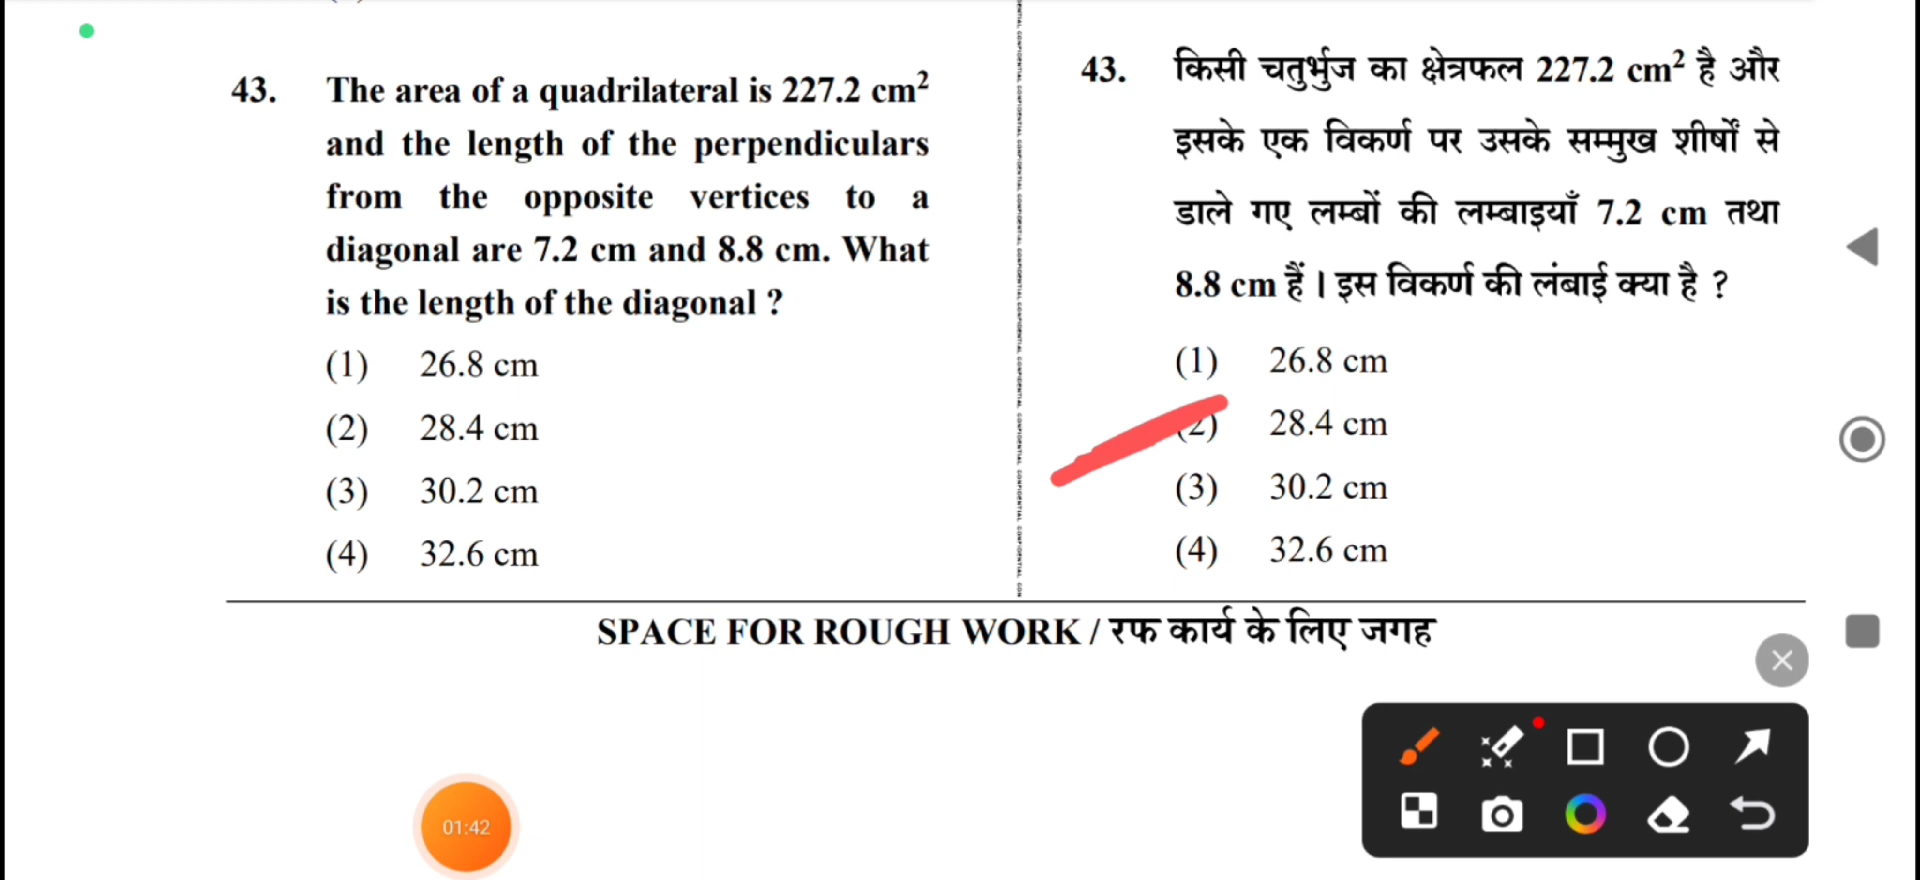 43. The area of a quadrilateral is 227.2 cm²
and the length of the perpendiculars
from the opposite vertices to a
diagonal are 7.2 cm and 8.8 cm. What
is the length of the diagonal ?
(1) 26.8 cm
(2) 28.4 cm
(3) 30.2 cm
(4) 32.6 cm
43. किसी चतुर्भुज का क्षेत्रफल 227.2 cm² है और
इसके एक विकर्ण पर उसके सम्मुख शीर्षों से
डाले गए लम्बों की लम्बाइयाँ 7.2 cm तथा
8.8 cm हैं । इस विकर्ण की लंबाई क्या है ?
(1) 26.8 cm
(2) 28.4 cm
(3) 30.2 cm
(4) 32.6 cm
SPACE FOR ROUGH WORK / रफ कार्य के लिए जगह
01:42